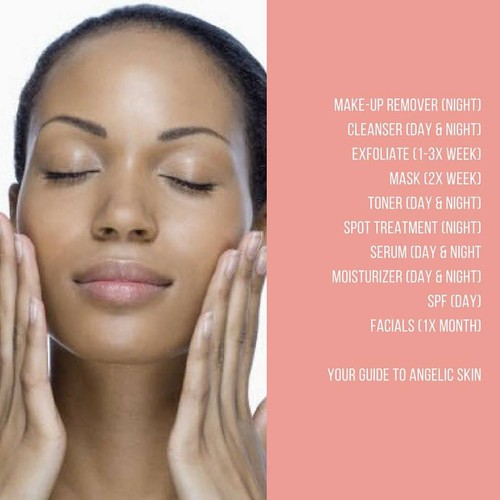 MAKE-UP REMOVER (NIGHT)
CLEANSER (DAY & NIGHT)
EXFOLIATE (1-3X WEEK)
MASK (2X WEEK)
TONER (DAY & NIGHT)
SPOT TREATMENT (NIGHT)
SERUM (DAY & NIGHT
MOISTURIZER (DAY & NIGHT)
SPF (DAY)
FACIALS (1X MONTH)
YOUR GUIDE TO ANGELIC SKIN